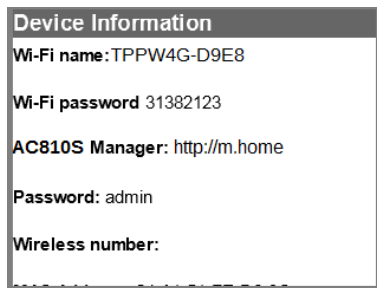 Device Information
Wi-Fi name:TPPW4G-D9E8
Wi-Fi password 31382123
AC810S Manager: http://m.home
Password: admin
Wireless number: